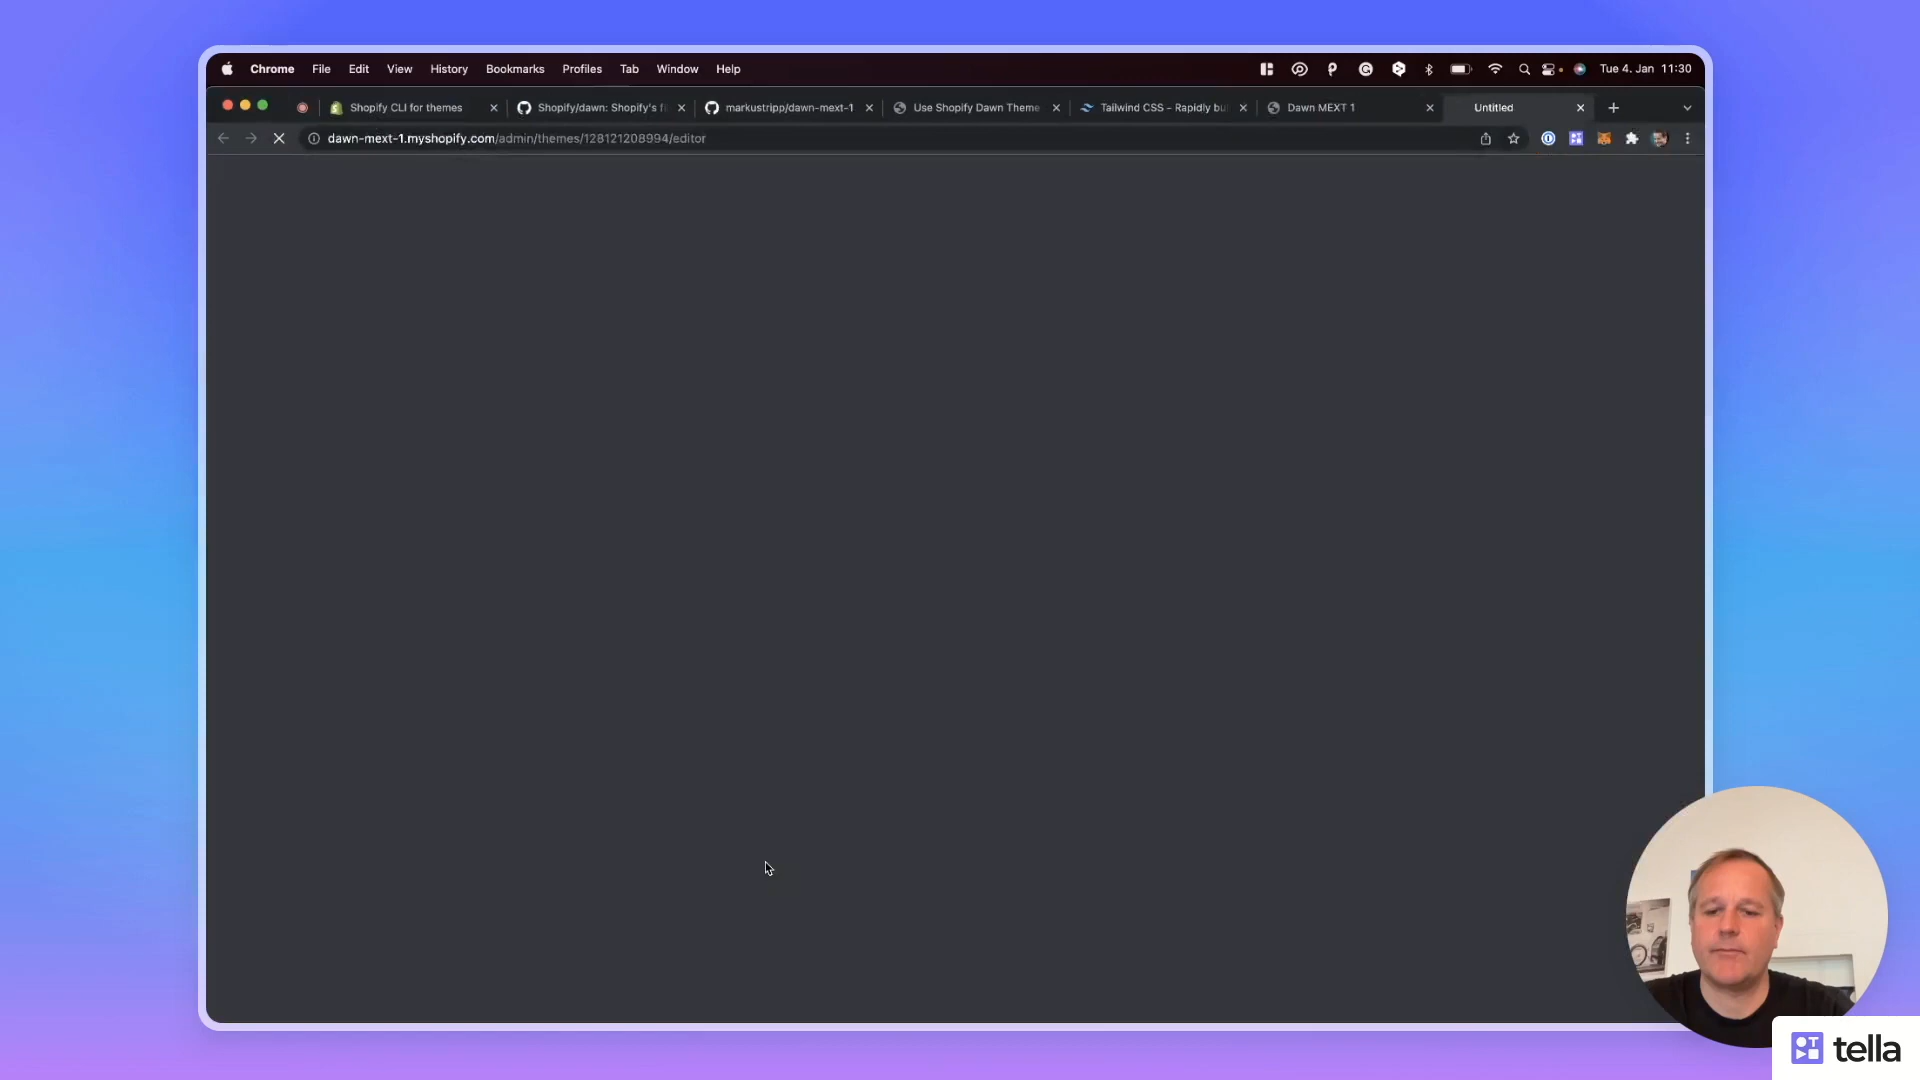 Chrome File Edit View History Bookmarks Profiles Tab Window Help Tue 4. Jan 11:30
Shopify CLI for themes Shopify/dawn: Shopify's fi markustripp/dawn-mext-1 Use Shopify Dawn Theme Tailwind CSS - Rapidly bu Dawn MEXT 1 Untitled
dawn-mext-1.myshopify.com/admin/themes/128121208994/editor
tella